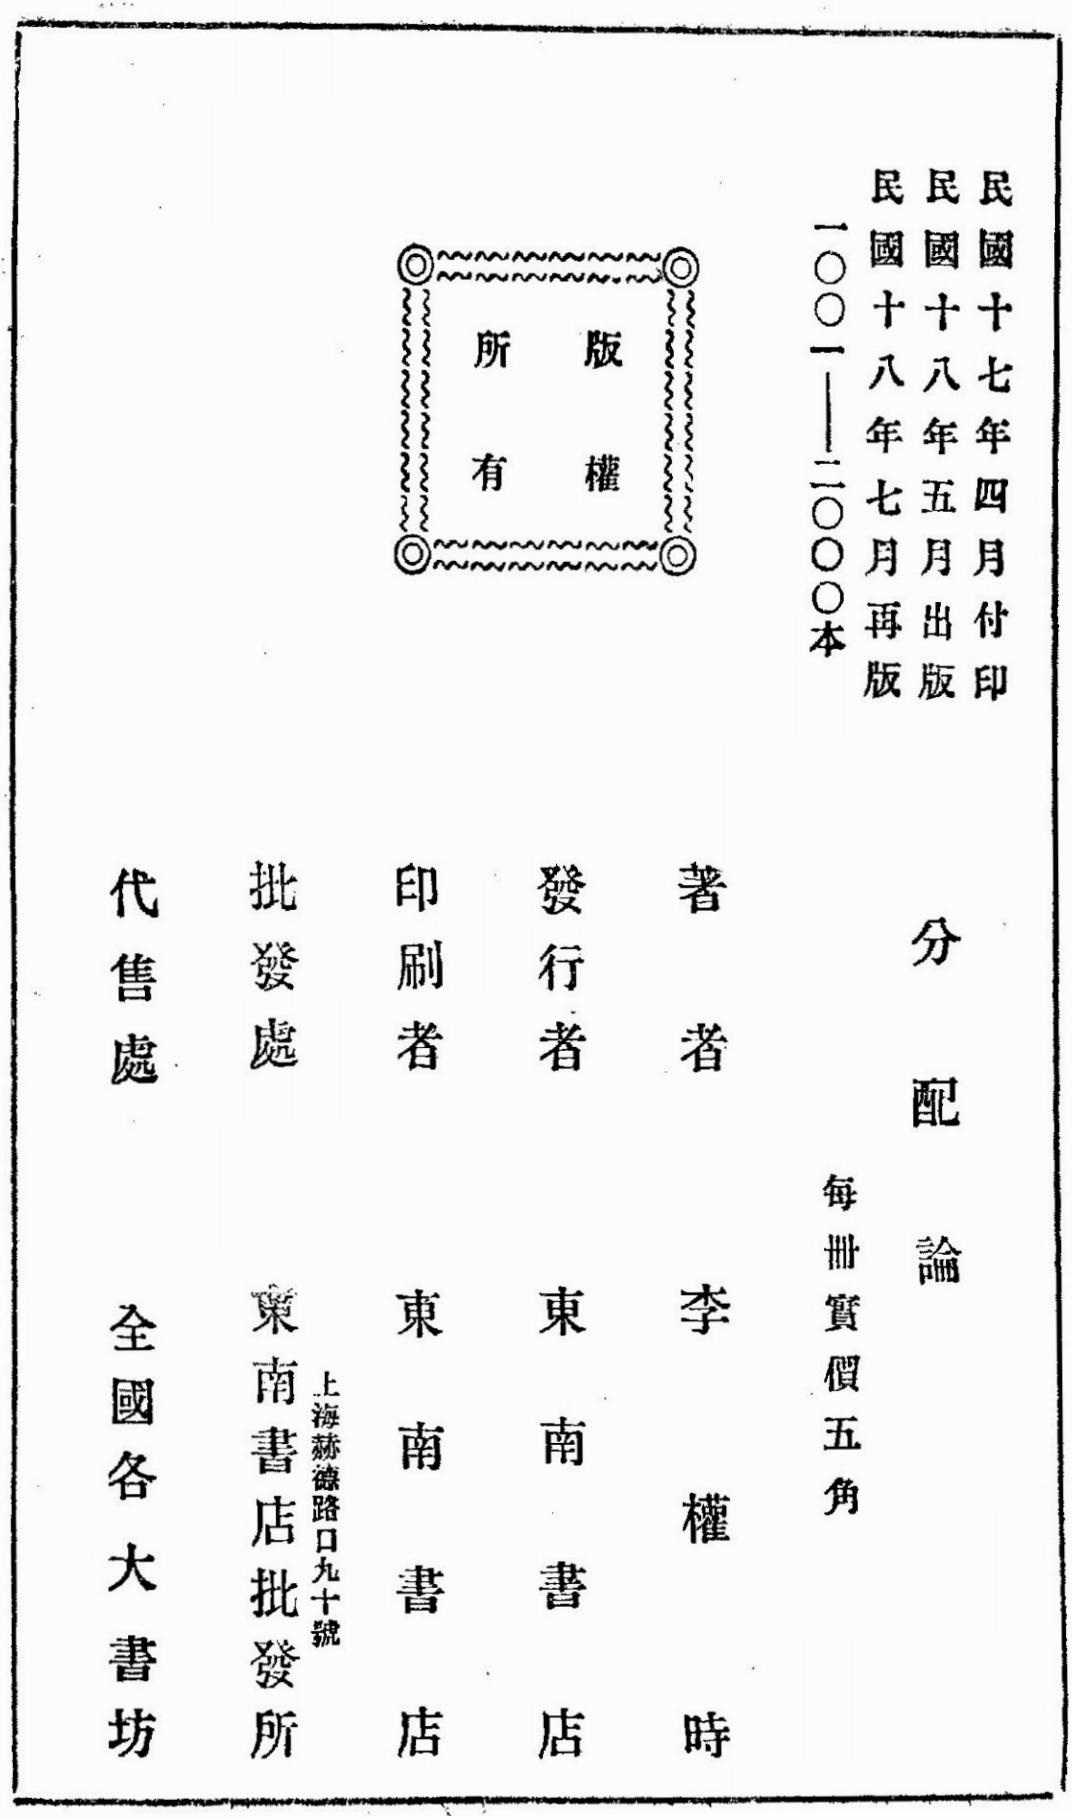 民國十七年四月付印
民國十八年五月出版
民國十八年七月再版
一〇〇一——二〇〇〇本
版權
所有
分配論
每冊實價五角
著者　李權時
發行者　東南書店
印刷者　東南書店
批發處　東南書店批發所
上海赫德路口九十號
代售處　全國各大書坊